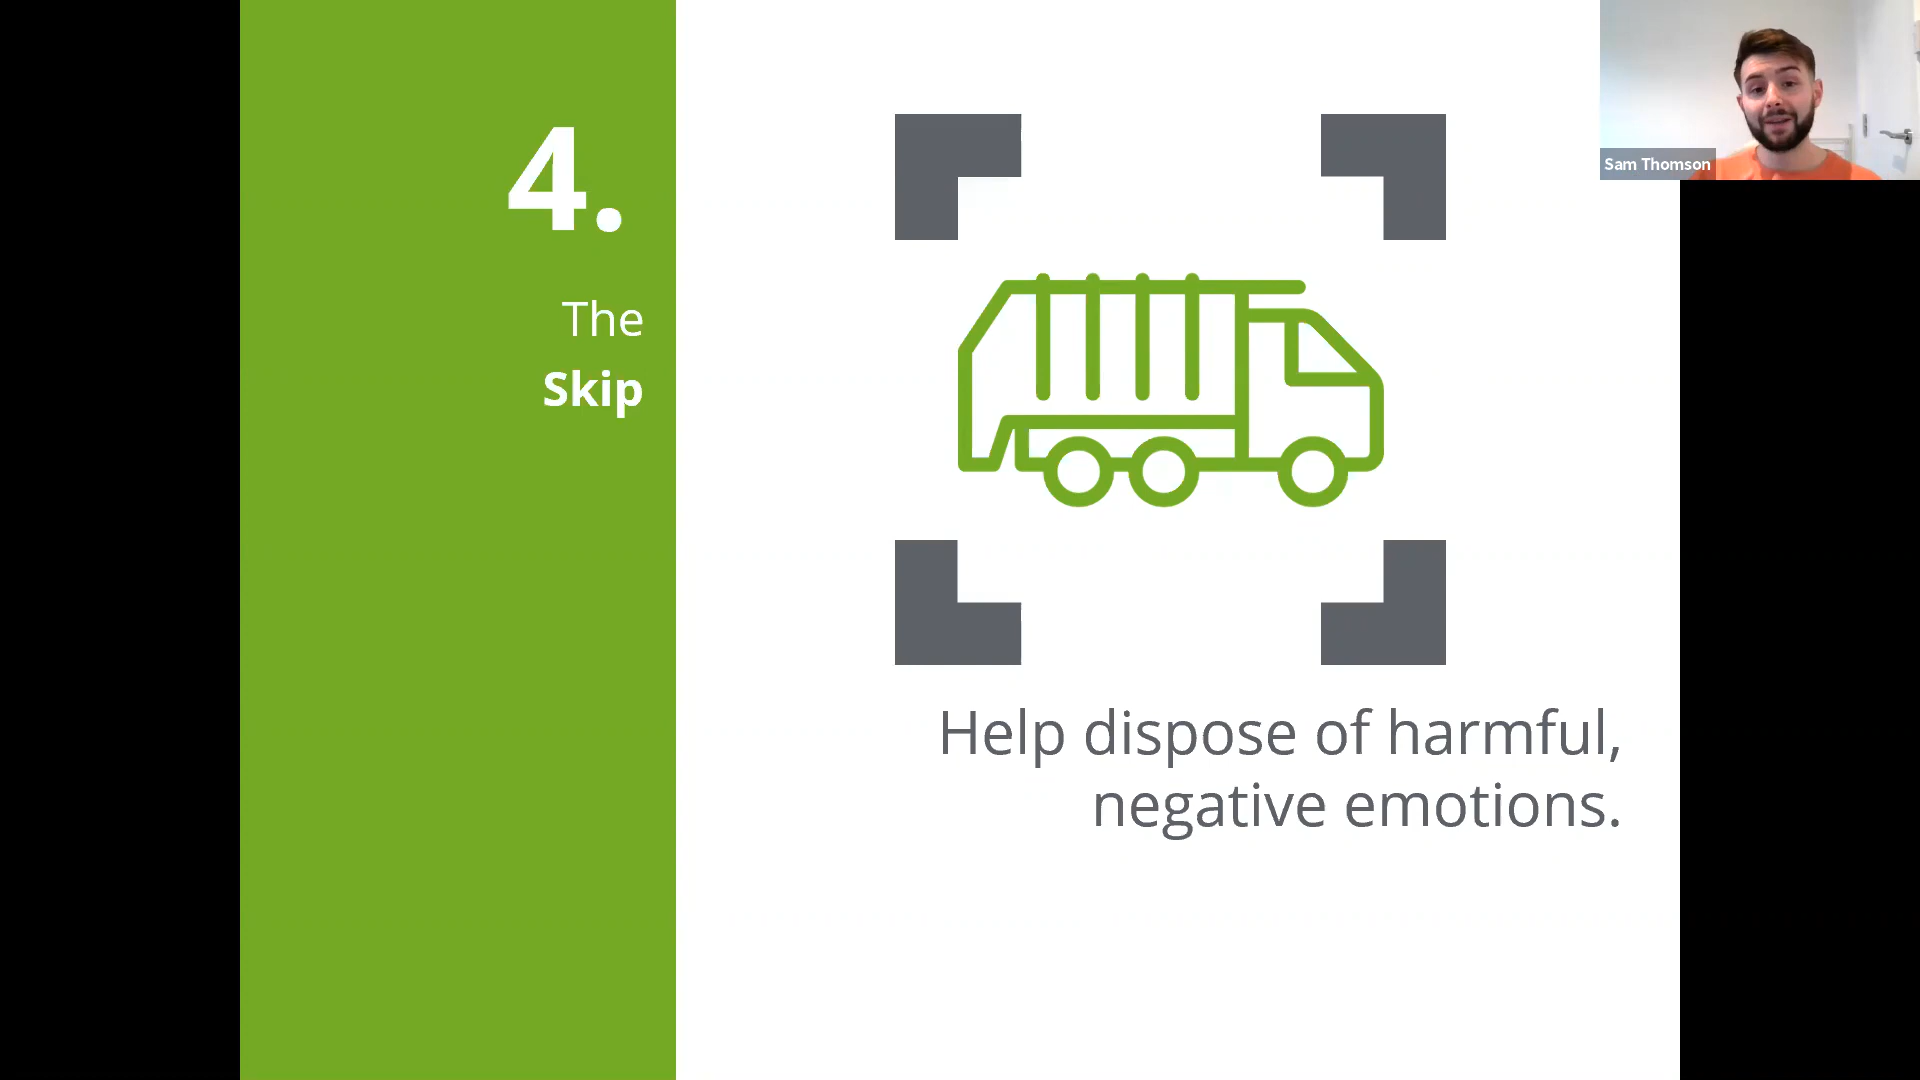 4.
The
Skip
Help dispose of harmful,
negative emotions.
Sam Thomson